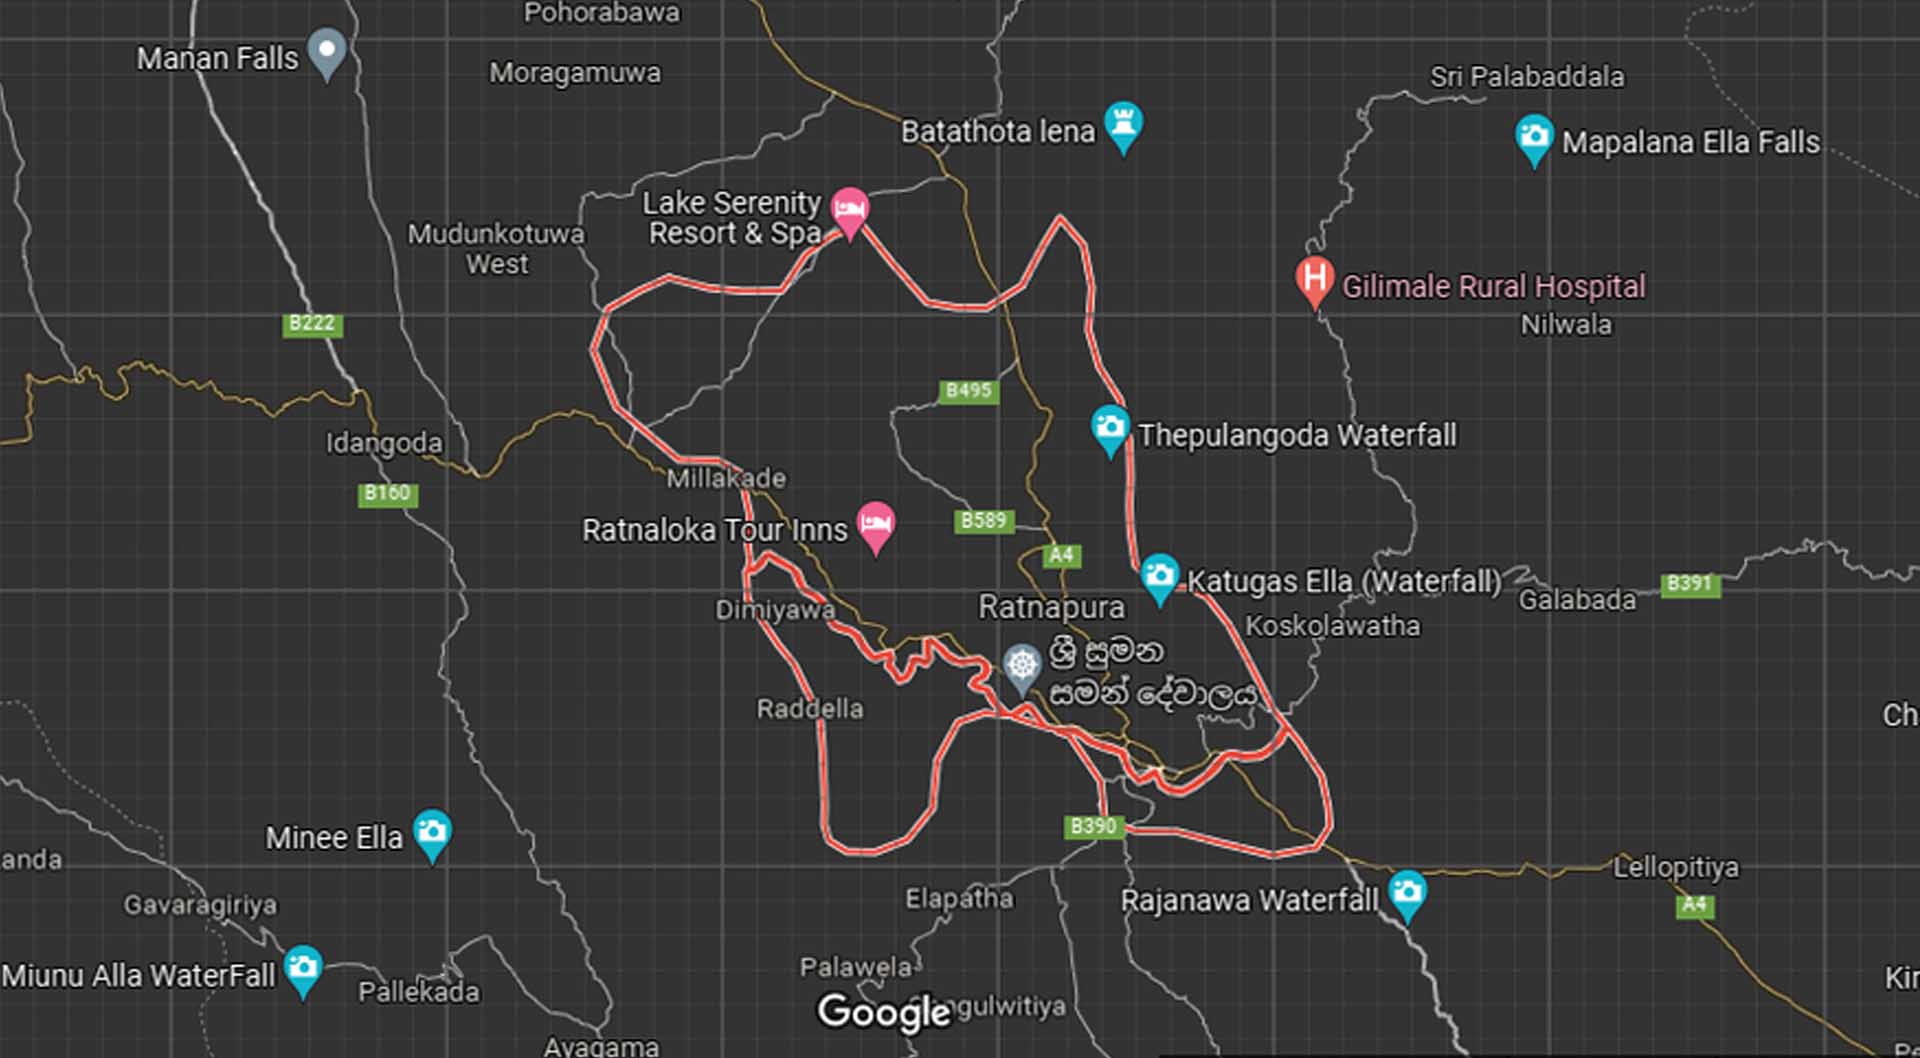 Pohorabawa
Manan Falls
Moragamuwa
Sri Palabaddala
Batathota lena
Mapalana Ella Falls
Lake Serenity
Resort & Spa
Mudunkotuwa
West
Gilimale Rural Hospital
Nilwala
B222
B495
Idangoda
Thepulangoda Waterfall
Millakade
B160
Ratnaloka Tour Inns
B589
A4
Katugas Ella (Waterfall)
B391
Galabada
Dimiyawa
Ratnapura
Koskolawatha
ශ්‍රී සුමන
සමන් දේවාලය
Raddella
Ch
B390
Minee Ella
anda
Lellopitiya
Gavaragiriya
Elapatha
Rajanawa Waterfall
A4
Miunu Alla WaterFall
Palawela
Pallekada
Kir
Google
ngulwitiya
Ayagama